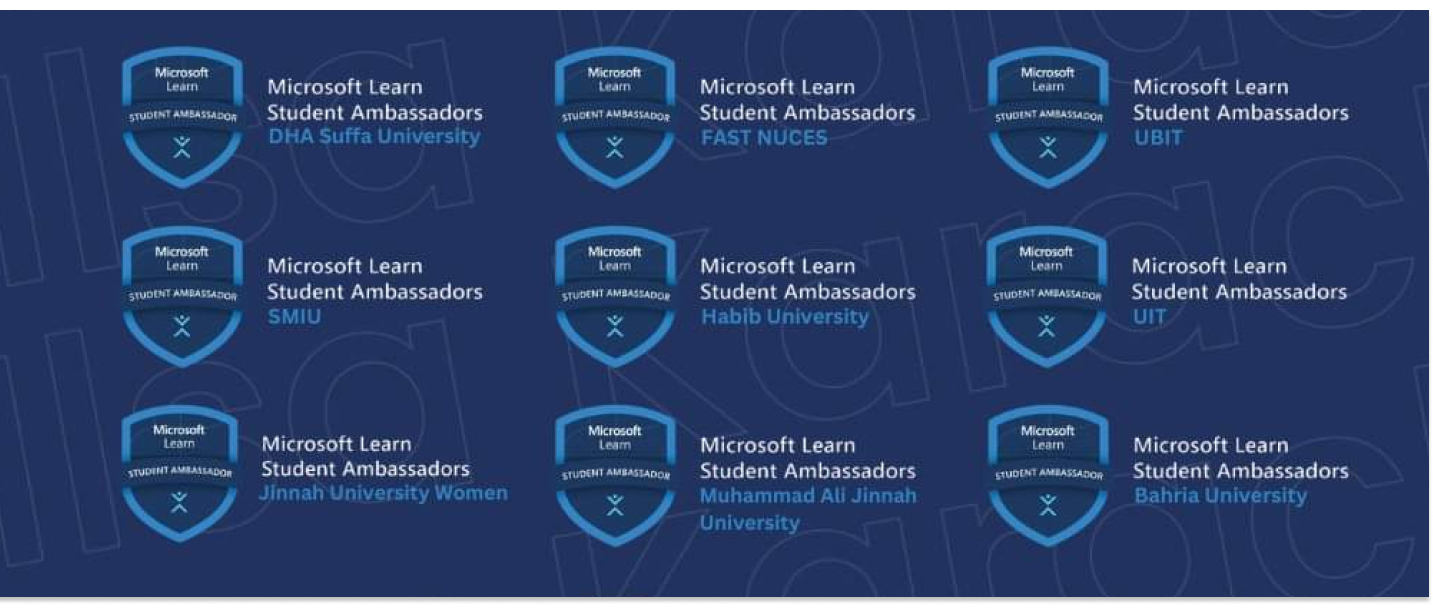 Microsoft
Learn
STUDENT AMBASSADOR
Microsoft Learn
Student Ambassadors
DHA Suffa University
Microsoft
Learn
STUDENT AMBASSADOR
Microsoft Learn
Student Ambassadors
FAST NUCES
Microsoft
Learn
STUDENT AMBASSADOR
Microsoft Learn
Student Ambassadors
UBIT
Microsoft
Learn
STUDENT AMBASSADOR
Microsoft Learn
Student Ambassadors
SMIU
Microsoft
Learn
STUDENT AMBASSADOR
Microsoft Learn
Student Ambassadors
Habib University
Microsoft
Learn
STUDENT AMBASSADOR
Microsoft Learn
Student Ambassadors
UIT
Microsoft
Learn
STUDENT AMBASSADOR
Microsoft Learn
Student Ambassadors
Jinnah University Women
Microsoft
Learn
STUDENT AMBASSADOR
Microsoft Learn
Student Ambassadors
Muhammad Ali Jinnah
University
Microsoft
Learn
STUDENT AMBASSADOR
Microsoft Learn
Student Ambassadors
Bahria University